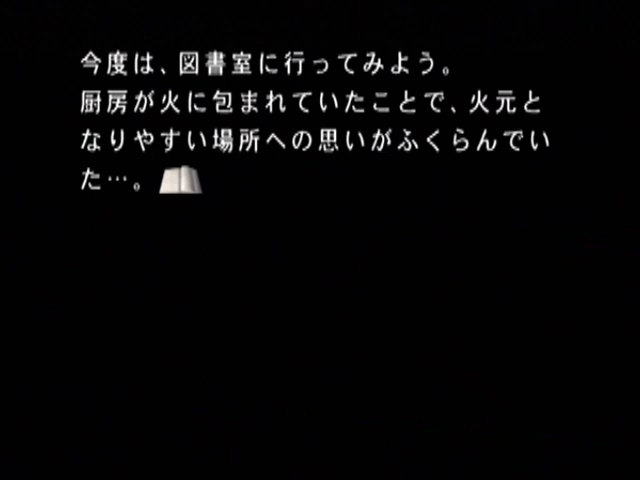 今度は、図書室に行ってみよう。
厨房が火に包まれていたことで、火元と
なりやすい場所への思いがふくらんでい
た…。